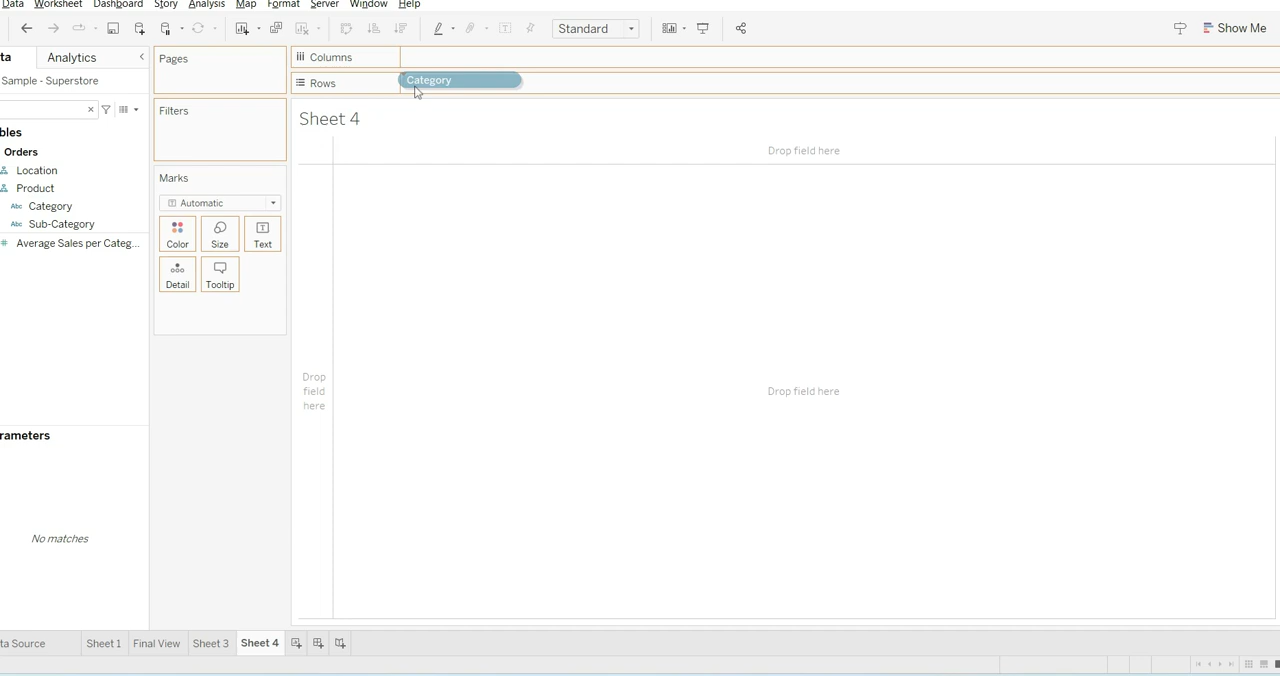 Data Worksheet Dashboard Story Analysis Map Format Server Window Help
Standard
Show Me
ta Analytics
Pages
Columns
Category
Rows
Sample - Superstore
Filters
Sheet 4
bles
Orders
Drop field here
Location
Marks
Product
Abc Category
Automatic
Abc Sub-Category
Color Size Text
Average Sales per Categ...
Detail Tooltip
Drop
field
here
Drop field here
rameters
No matches
ta Source Sheet 1 Final View Sheet 3 Sheet 4